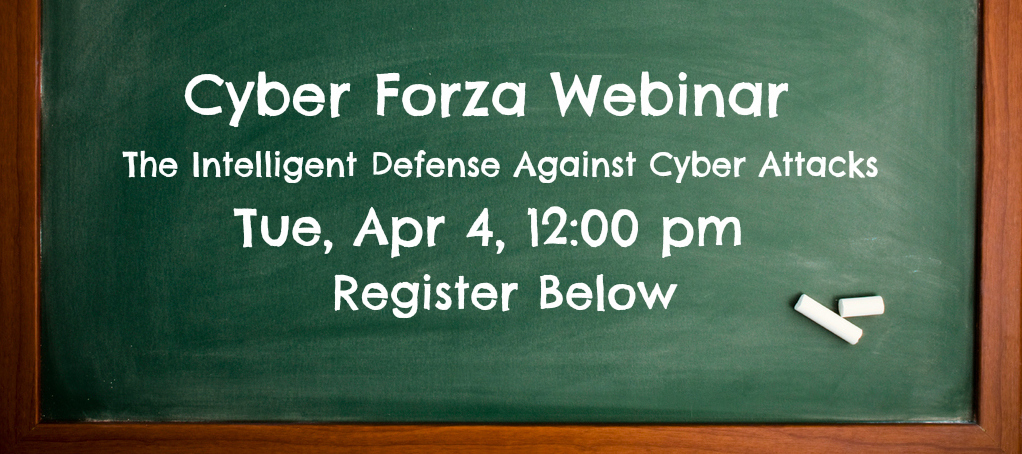 Cyber Forza Webinar
The Intelligent Defense Against Cyber Attacks
Tue, Apr 4, 12:00 pm
Register Below